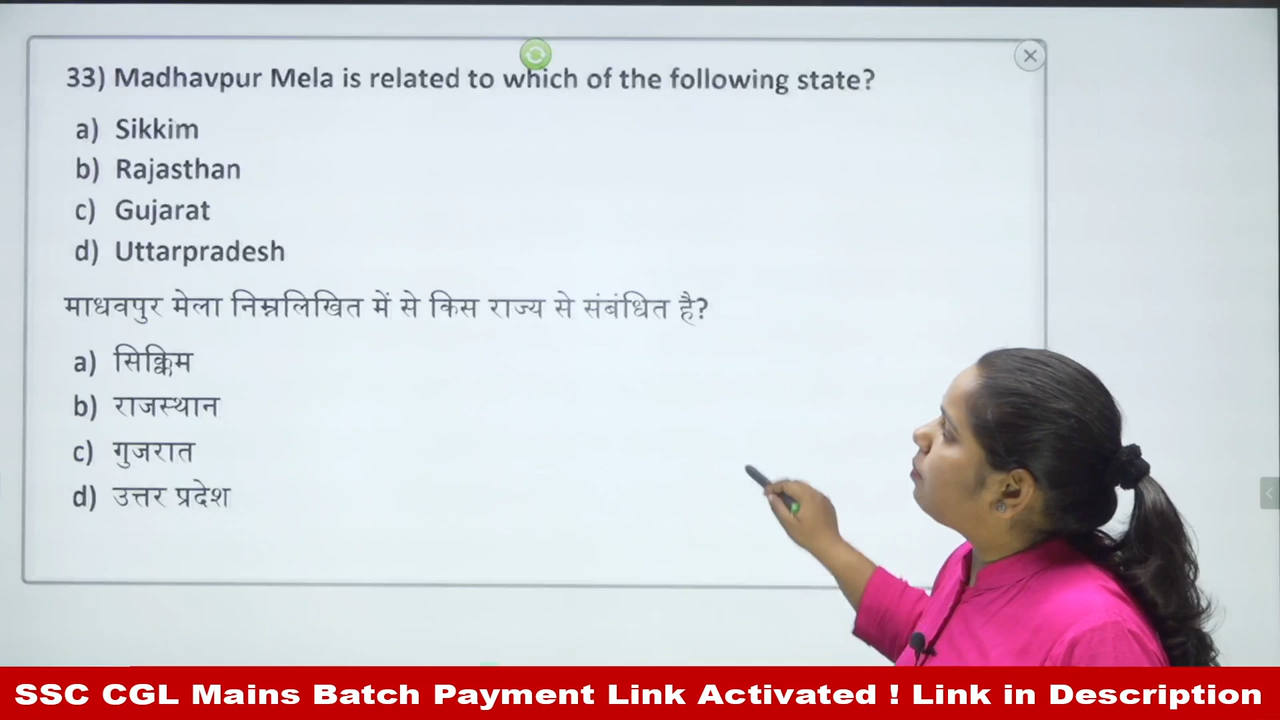 33) Madhavpur Mela is related to which of the following state?
a) Sikkim
b) Rajasthan
c) Gujarat
d) Uttarpradesh
माधवपुर मेला निम्नलिखित में से किस राज्य से संबंधित है?
a) सिक्किम
b) राजस्थान
c) गुजरात
d) उत्तर प्रदेश
SSC CGL Mains Batch Payment Link Activated ! Link in Description